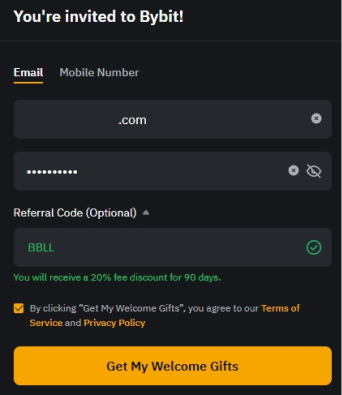 You're invited to Bybit!
Email Mobile Number
.com
••••••••••
Referral Code (Optional)
BBLL
You will receive a 20% fee discount for 90 days.
By clicking "Get My Welcome Gifts", you agree to our Terms of
Service and Privacy Policy
Get My Welcome Gifts